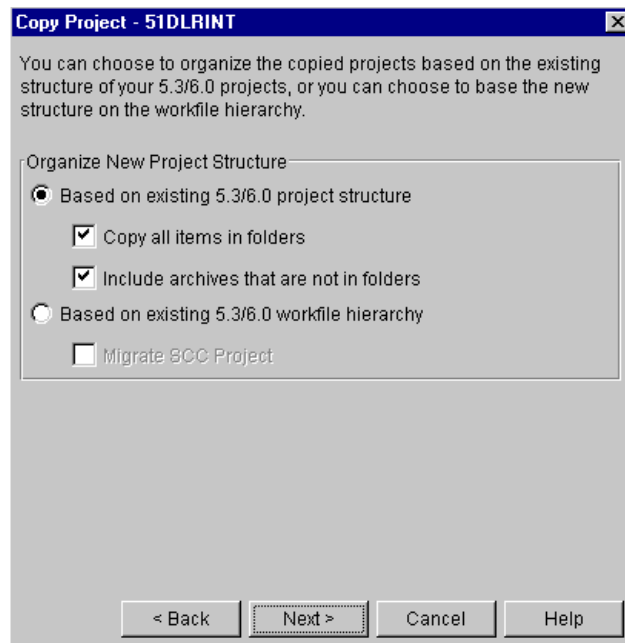 Copy Project - 51DLRINT
You can choose to organize the copied projects based on the existing
structure of your 5.3/6.0 projects, or you can choose to base the new
structure on the workfile hierarchy.
Organize New Project Structure
Based on existing 5.3/6.0 project structure
Copy all items in folders
Include archives that are not in folders
Based on existing 5.3/6.0 workfile hierarchy
Migrate SCC Project
< Back Next > Cancel Help